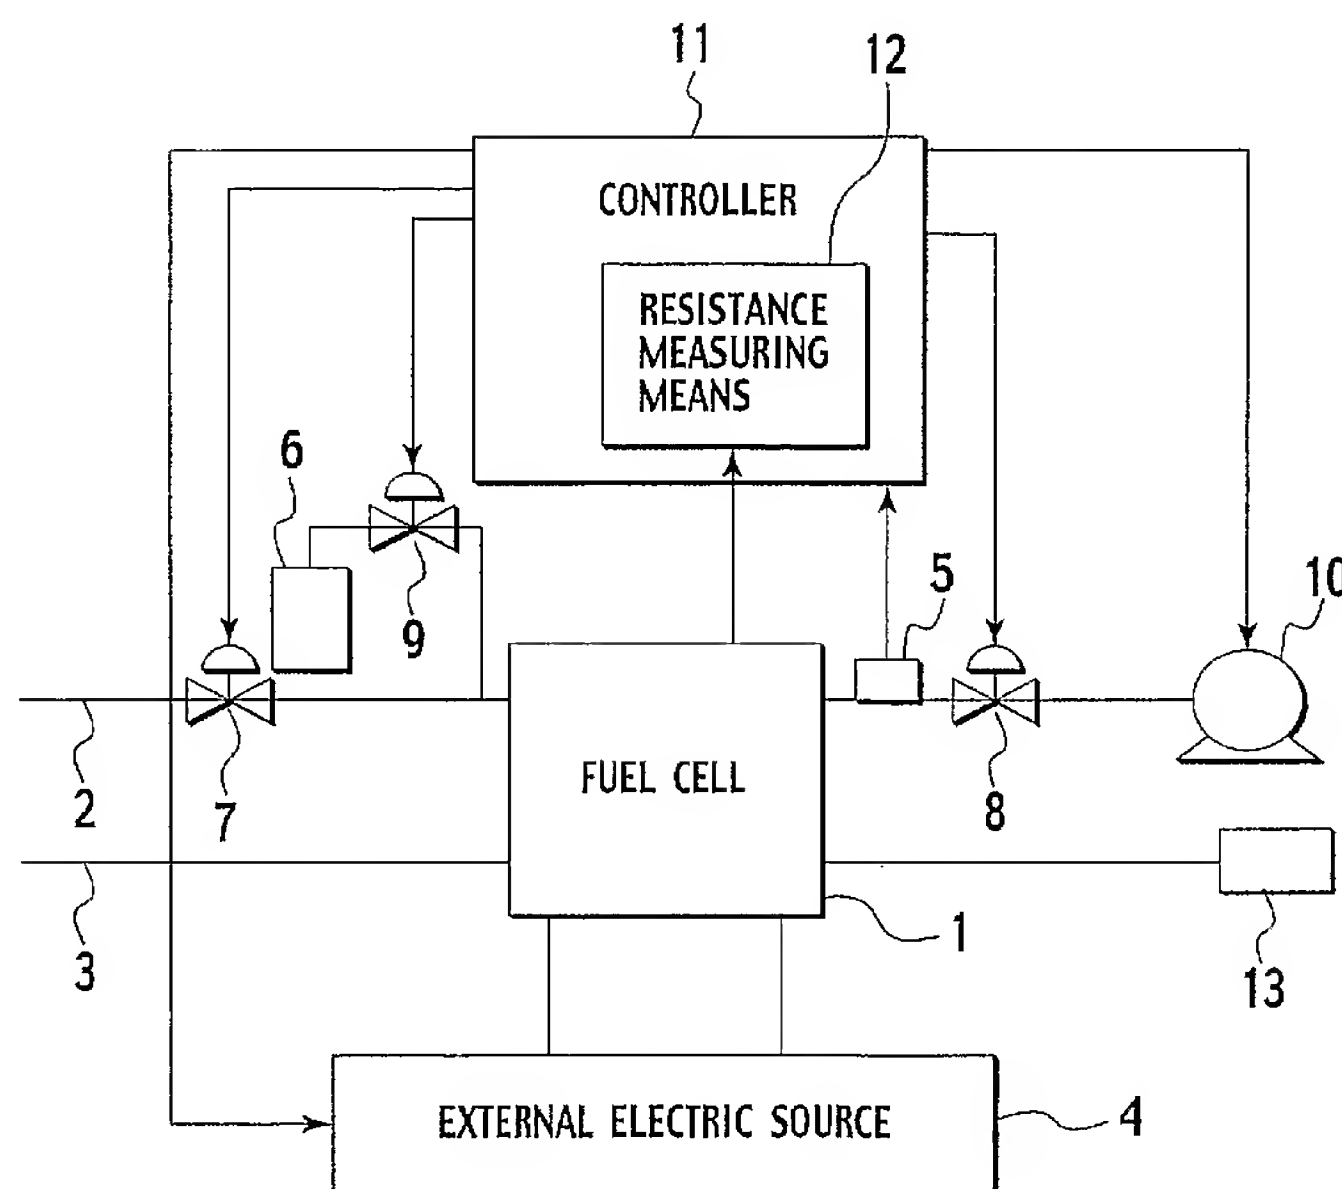 11
12
CONTROLLER
RESISTANCE
MEASURING
MEANS
6
9
5
10
2
7
FUEL CELL
8
3
1
13
EXTERNAL ELECTRIC SOURCE
4